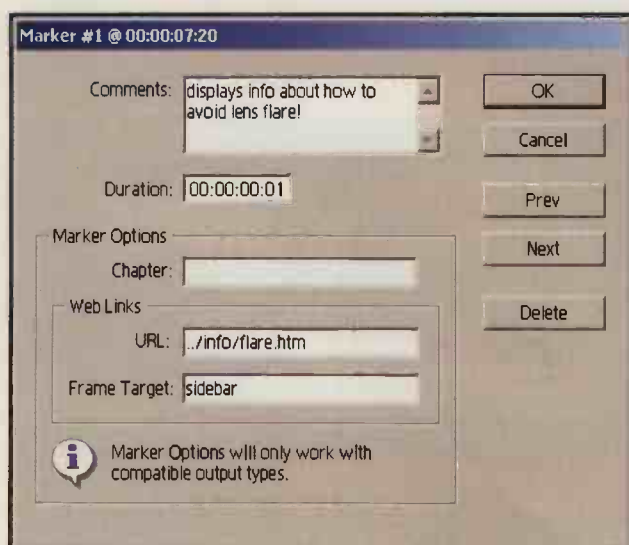 Marker #1 @ 00:00:07:20
Comments:
displays info about how to
avoid lens flare!
Duration:
00:00:00:01
Marker Options
Chapter:
Web Links
URL:
../info/flare.htm
Frame Target:
sidebar
Marker Options will only work with
compatible output types.
OK
Cancel
Prev
Next
Delete